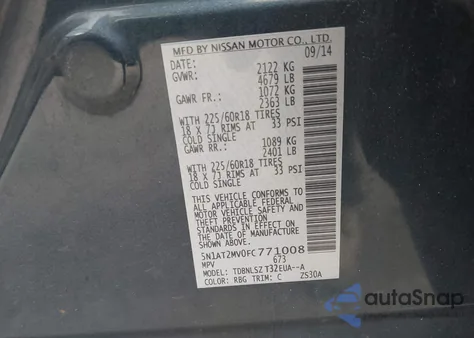 MFD BY NISSAN MOTOR CO., LTD.
DATE: 09/14
GVWR: 2122 KG
4679 LB
GAWR FR.: 1072 KG
2363 LB
WITH 225/60R18 TIRES
18 X 7J RIMS AT 33 PSI
COLD SINGLE
GAWR RR.: 1089 KG
2401 LB
WITH 225/60R18 TIRES
18 X 7J RIMS AT 33 PSI
COLD SINGLE
THIS VEHICLE CONFORMS TO
ALL APPLICABLE FEDERAL
MOTOR VEHICLE SAFETY AND
BUMPER STANDARDS IN
EFFECT ON THE DATE OF
MANUFACTURE SHOWN ABOVE.
5N1AT2MV0FC771008
MPV 673
MODEL: TDBNLSZ T32EUA--A
COLOR: RBG TRIM: C ZS30A
autoSnap